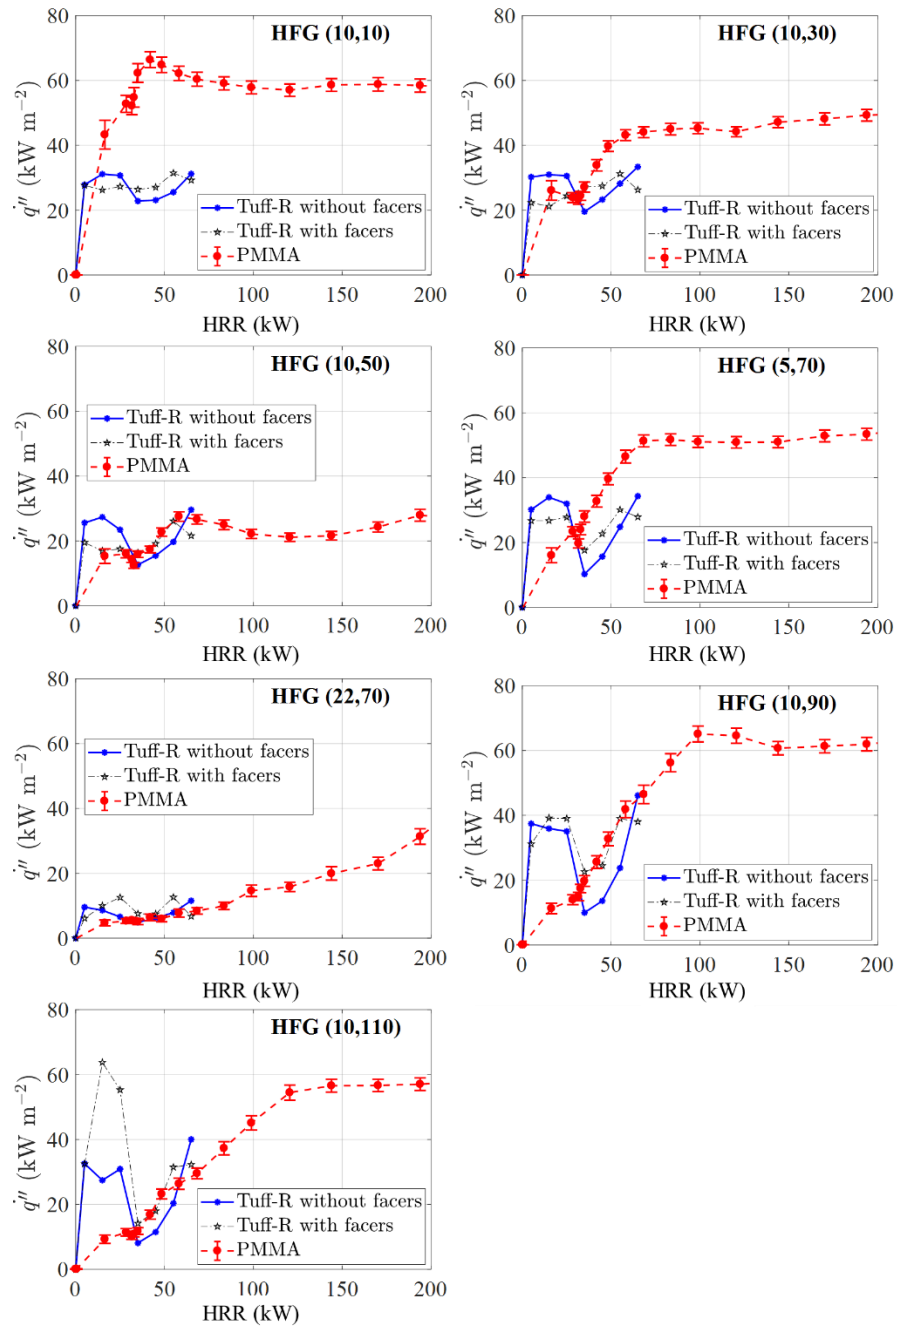 HFG (10,10)
80
60
40
20
0
q̇″ (kW m⁻²)
Tuff-R without facers
Tuff-R with facers
PMMA
0 50 100 150 200
HRR (kW)
HFG (10,30)
80
60
40
20
0
q̇″ (kW m⁻²)
Tuff-R without facers
Tuff-R with facers
PMMA
0 50 100 150 200
HRR (kW)
HFG (10,50)
80
60
40
20
0
q̇″ (kW m⁻²)
Tuff-R without facers
Tuff-R with facers
PMMA
0 50 100 150 200
HRR (kW)
HFG (5,70)
80
60
40
20
0
q̇″ (kW m⁻²)
Tuff-R without facers
Tuff-R with facers
PMMA
0 50 100 150 200
HRR (kW)
HFG (22,70)
80
60
40
20
0
q̇″ (kW m⁻²)
Tuff-R without facers
Tuff-R with facers
PMMA
0 50 100 150 200
HRR (kW)
HFG (10,90)
80
60
40
20
0
q̇″ (kW m⁻²)
Tuff-R without facers
Tuff-R with facers
PMMA
0 50 100 150 200
HRR (kW)
HFG (10,110)
80
60
40
20
0
q̇″ (kW m⁻²)
Tuff-R without facers
Tuff-R with facers
PMMA
0 50 100 150 200
HRR (kW)